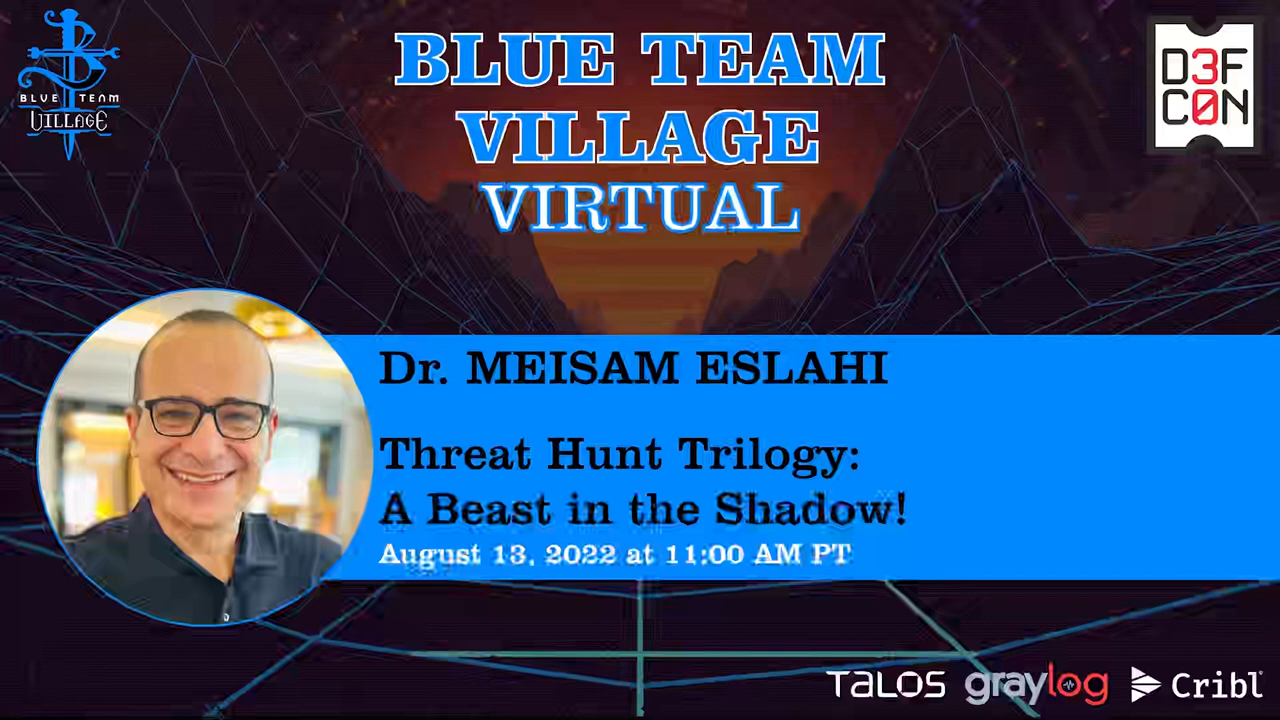 BLUE TEAM
VILLAGE
BLUE TEAM
VILLAGE
VIRTUAL
D3F
C0N
Dr. MEISAM ESLAHI
Threat Hunt Trilogy:
A Beast in the Shadow!
August 13, 2022 at 11:00 AM PT
TALOS graylog Cribl